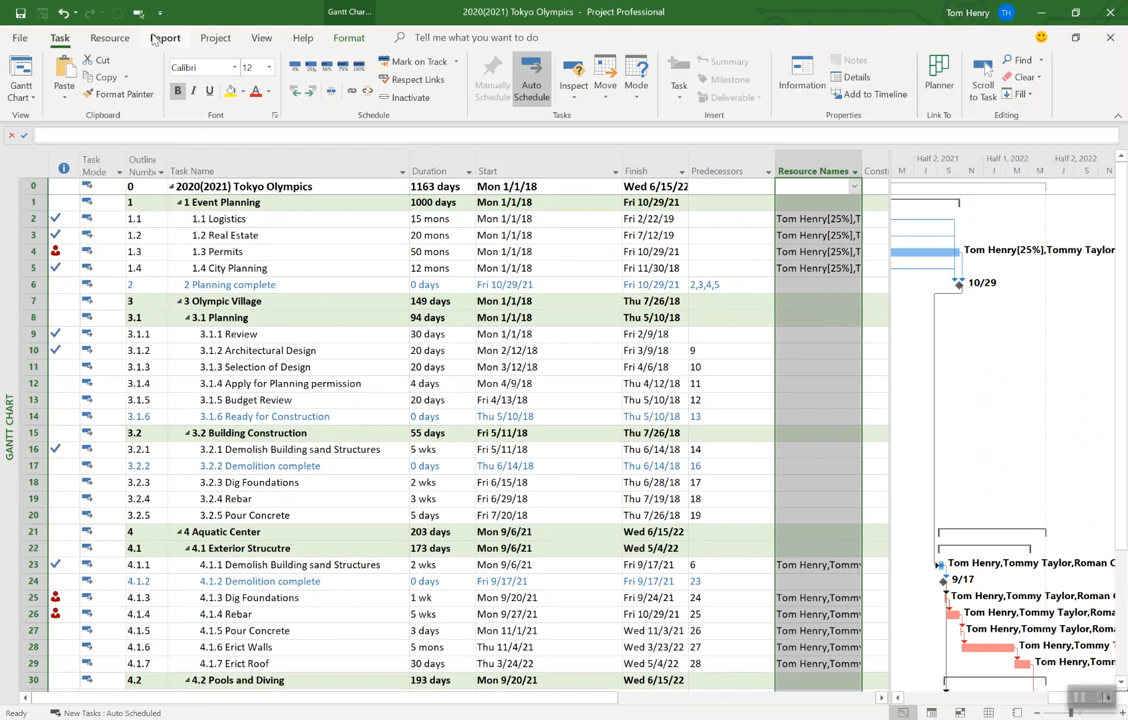 Gantt Char...
2020(2021) Tokyo Olympics - Project Professional
Tom Henry
TH
File Task Resource Report Project View Help Format Tell me what you want to do
Gantt Chart
View
Paste
Cut
Copy
Format Painter
Clipboard
Calibri 12
B I U A
Font
0% 25% 50% 75% 100%
Mark on Track
Respect Links
Inactivate
Schedule
Manually Schedule
Auto Schedule
Inspect
Move
Mode
Tasks
Task
Summary
Milestone
Deliverable
Insert
Information
Notes
Details
Add to Timeline
Properties
Planner
Link To
Scroll to Task
Find
Clear
Fill
Editing
Task Mode Outline Numbe Task Name Duration Start Finish Predecessors Resource Names Constr
Half 2, 2021 Half 1, 2022 Half 2, 2022
M J S N J M M J S N
GANTT CHART
0 0 2020(2021) Tokyo Olympics 1163 days Mon 1/1/18 Wed 6/15/22
1 1 1 Event Planning 1000 days Mon 1/1/18 Fri 10/29/21
2 1.1 1.1 Logistics 15 mons Mon 1/1/18 Fri 2/22/19 Tom Henry[25%],T
3 1.2 1.2 Real Estate 20 mons Mon 1/1/18 Fri 7/12/19 Tom Henry[25%],T
4 1.3 1.3 Permits 50 mons Mon 1/1/18 Fri 10/29/21 Tom Henry[25%],T Tom Henry[25%],Tommy Taylor
5 1.4 1.4 City Planning 12 mons Mon 1/1/18 Fri 11/30/18 Tom Henry[25%],T
6 2 2 Planning complete 0 days Fri 10/29/21 Fri 10/29/21 2,3,4,5 10/29
7 3 3 Olympic Village 149 days Mon 1/1/18 Thu 7/26/18
8 3.1 3.1 Planning 94 days Mon 1/1/18 Thu 5/10/18
9 3.1.1 3.1.1 Review 30 days Mon 1/1/18 Fri 2/9/18
10 3.1.2 3.1.2 Architectural Design 20 days Mon 2/12/18 Fri 3/9/18 9
11 3.1.3 3.1.3 Selection of Design 20 days Mon 3/12/18 Fri 4/6/18 10
12 3.1.4 3.1.4 Apply for Planning permission 4 days Mon 4/9/18 Thu 4/12/18 11
13 3.1.5 3.1.5 Budget Review 20 days Fri 4/13/18 Thu 5/10/18 12
14 3.1.6 3.1.6 Ready for Construction 0 days Thu 5/10/18 Thu 5/10/18 13
15 3.2 3.2 Building Construction 55 days Fri 5/11/18 Thu 7/26/18
16 3.2.1 3.2.1 Demolish Building sand Structures 5 wks Fri 5/11/18 Thu 6/14/18 14
17 3.2.2 3.2.2 Demolition complete 0 days Thu 6/14/18 Thu 6/14/18 16
18 3.2.3 3.2.3 Dig Foundations 2 wks Fri 6/15/18 Thu 6/28/18 17
19 3.2.4 3.2.4 Rebar 3 wks Fri 6/29/18 Thu 7/19/18 18
20 3.2.5 3.2.5 Pour Concrete 5 days Fri 7/20/18 Thu 7/26/18 19
21 4 4 Aquatic Center 203 days Mon 9/6/21 Wed 6/15/22
22 4.1 4.1 Exterior Strucutre 173 days Mon 9/6/21 Wed 5/4/22
23 4.1.1 4.1.1 Demolish Building sand Structures 2 wks Mon 9/6/21 Fri 9/17/21 6 Tom Henry,Tommy Tom Henry,Tommy Taylor,Roman C
24 4.1.2 4.1.2 Demolition complete 0 days Fri 9/17/21 Fri 9/17/21 23 9/17
25 4.1.3 4.1.3 Dig Foundations 1 wk Mon 9/20/21 Fri 9/24/21 24 Tom Henry,Tommy Tom Henry,Tommy Taylor,Roman
26 4.1.4 4.1.4 Rebar 5 wks Mon 9/27/21 Fri 10/29/21 25 Tom Henry,Tommy Tom Henry,Tommy Taylor,Rom
27 4.1.5 4.1.5 Pour Concrete 3 days Mon 11/1/21 Wed 11/3/21 26 Tom Henry,Tommy Tom Henry,Tommy Taylor,Rom
28 4.1.6 4.1.6 Erict Walls 5 mons Thu 11/4/21 Wed 3/23/22 27 Tom Henry,Tommy Tom Henry,Tommy
29 4.1.7 4.1.7 Erict Roof 30 days Thu 3/24/22 Wed 5/4/22 28 Tom Henry,Tommy Tom Henry,Tomm
30 4.2 4.2 Pools and Diving 193 days Mon 9/20/21 Wed 6/15/22
READY New Tasks : Auto Scheduled